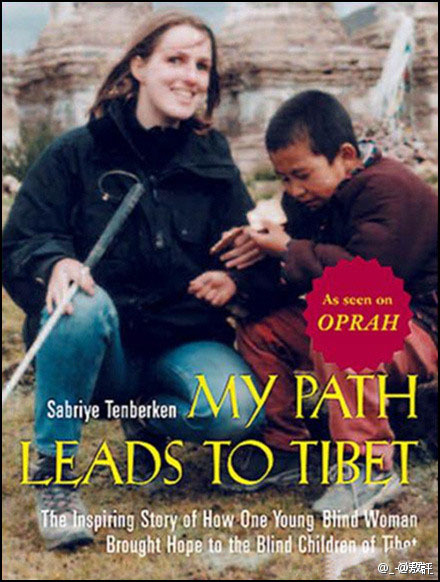 As seen on
OPRAH
Sabriye Tenberken MY PATH
LEADS TO TIBET
The Inspiring Story of How One Young Blind Woman
Brought Hope to the Blind Children of Tibet